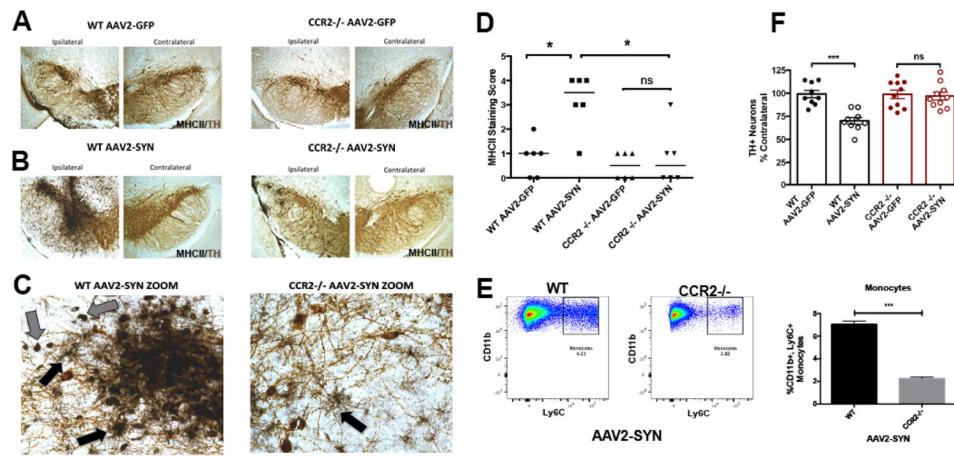 A
WT AAV2-GFP
CCR2-/- AAV2-GFP
Ipsilateral
Contralateral
Ipsilateral
Contralateral
MHCII/TH
MHCII/TH
B
WT AAV2-SYN
CCR2-/- AAV2-SYN
Ipsilateral
Contralateral
Ipsilateral
Contralateral
MHCII/TH
MHCII/TH
C
WT AAV2-SYN ZOOM
CCR2-/- AAV2-SYN ZOOM
D
MHCII Staining Score
5
4
3
2
1
0
*
*
ns
WT AAV2-GFP
WT AAV2-SYN
CCR2 -/- AAV2-GFP
CCR2 -/- AAV2-SYN
F
TH+ Neurons
% Contralateral
125
100
75
50
25
0
***
ns
WT
AAV2-GFP
WT
AAV2-SYN
CCR2 -/-
AAV2-GFP
CCR2 -/-
AAV2-SYN
E
WT
CCR2-/-
CD11b
CD11b
Monocytes
Monocytes
2.82
Ly6C
Ly6C
AAV2-SYN
Monocytes
***
%CD11b+, Ly6C+
Monocytes
8
6
4
2
0
WT
CCR2-/-
AAV2-SYN